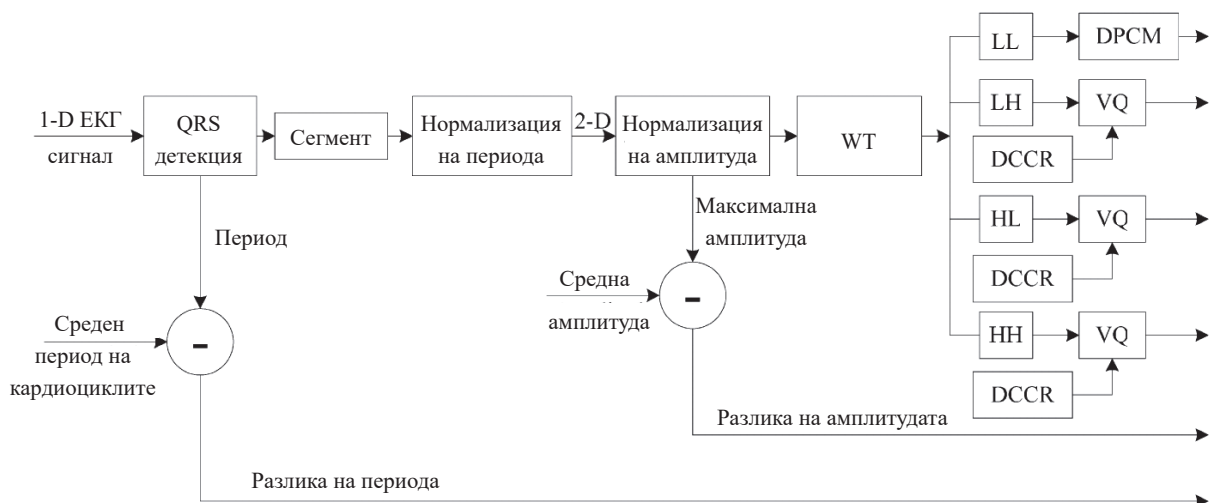 LL
DPCM
LH
VQ
1-D ЕКГ
сигнал
QRS
детекция
Сегмент
Нормализация
на периода
2-D
Нормализация
на амплитуда
WT
DCCR
Максимална
амплитуда
HL
VQ
Период
DCCR
Средна
амплитуда
-
Среден
период на
кардиоциклите
-
HH
VQ
DCCR
Разлика на амплитудата
Разлика на периода